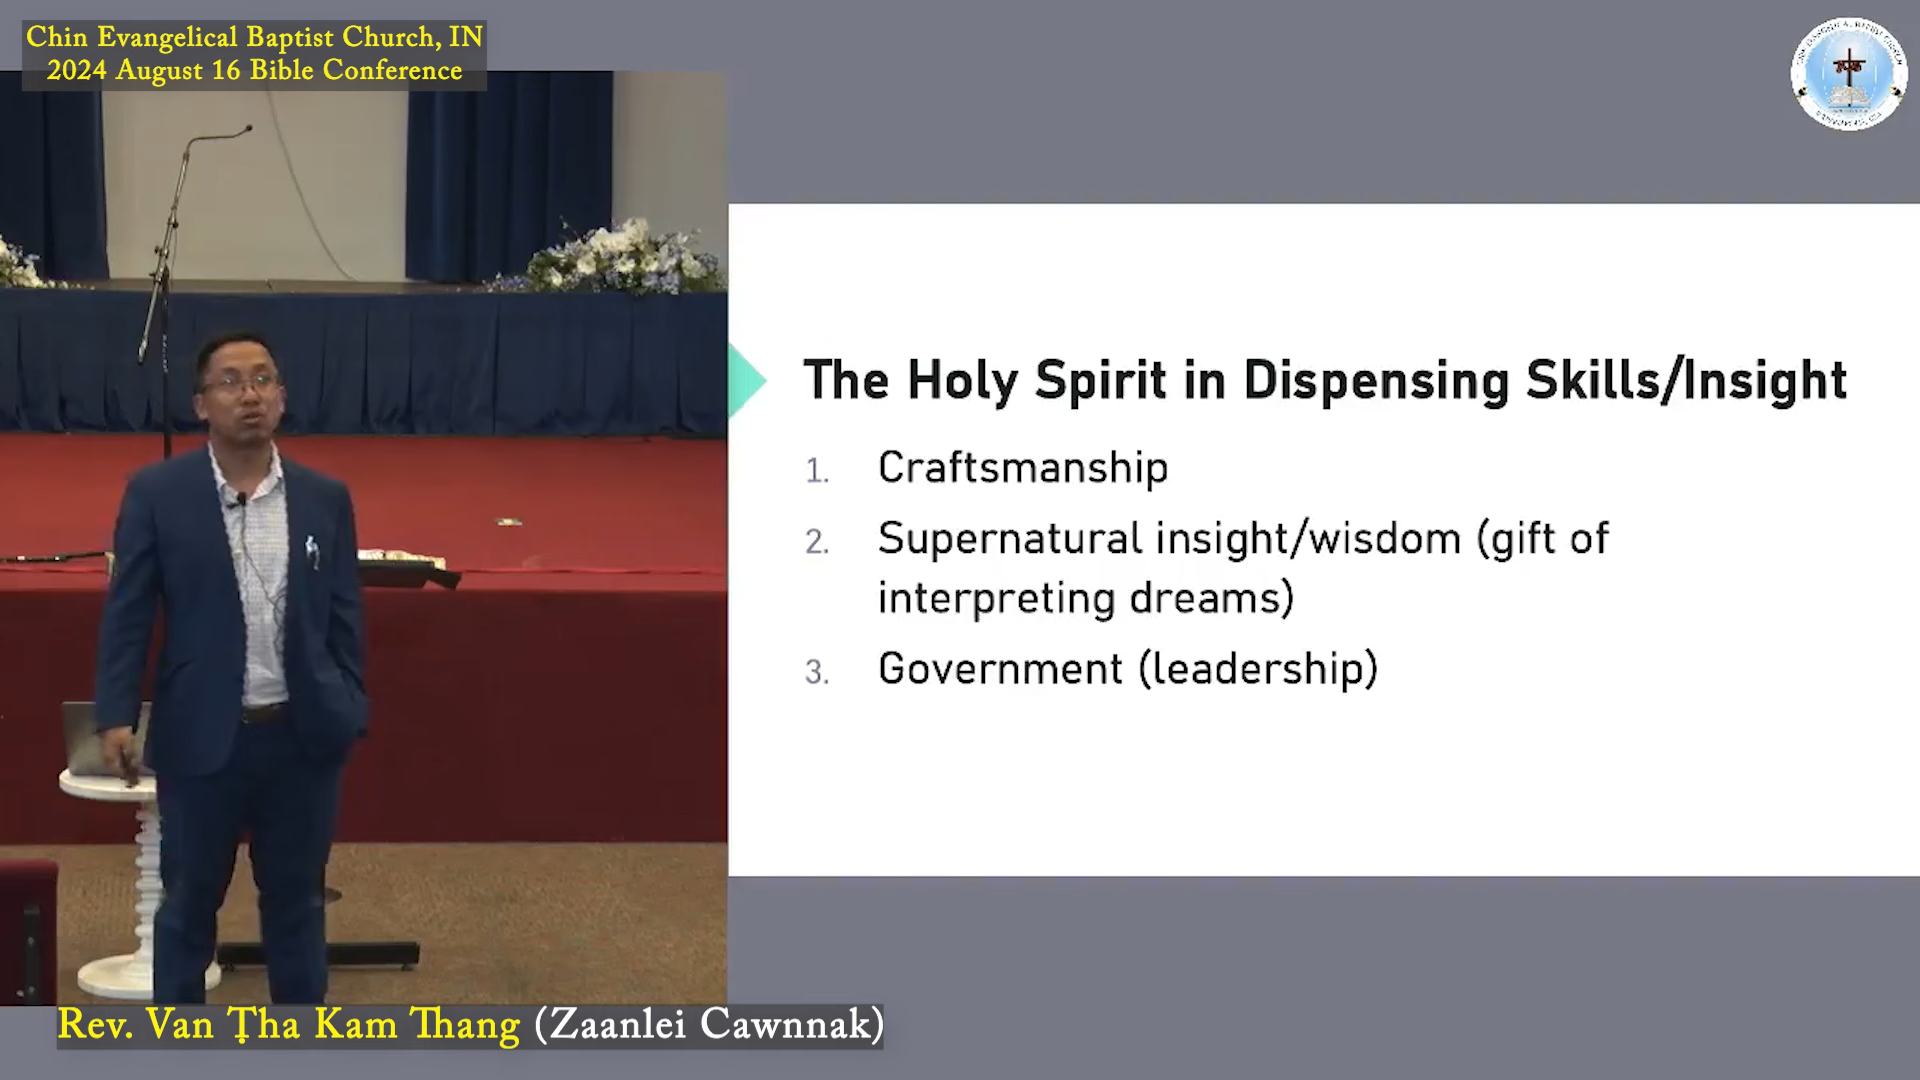 Chin Evangelical Baptist Church, IN
2024 August 16 Bible Conference
The Holy Spirit in Dispensing Skills/Insight
1. Craftsmanship
2. Supernatural insight/wisdom (gift of
interpreting dreams)
3. Government (leadership)
Rev. Van Ṭha Kam Thang (Zaanlei Cawnnak)